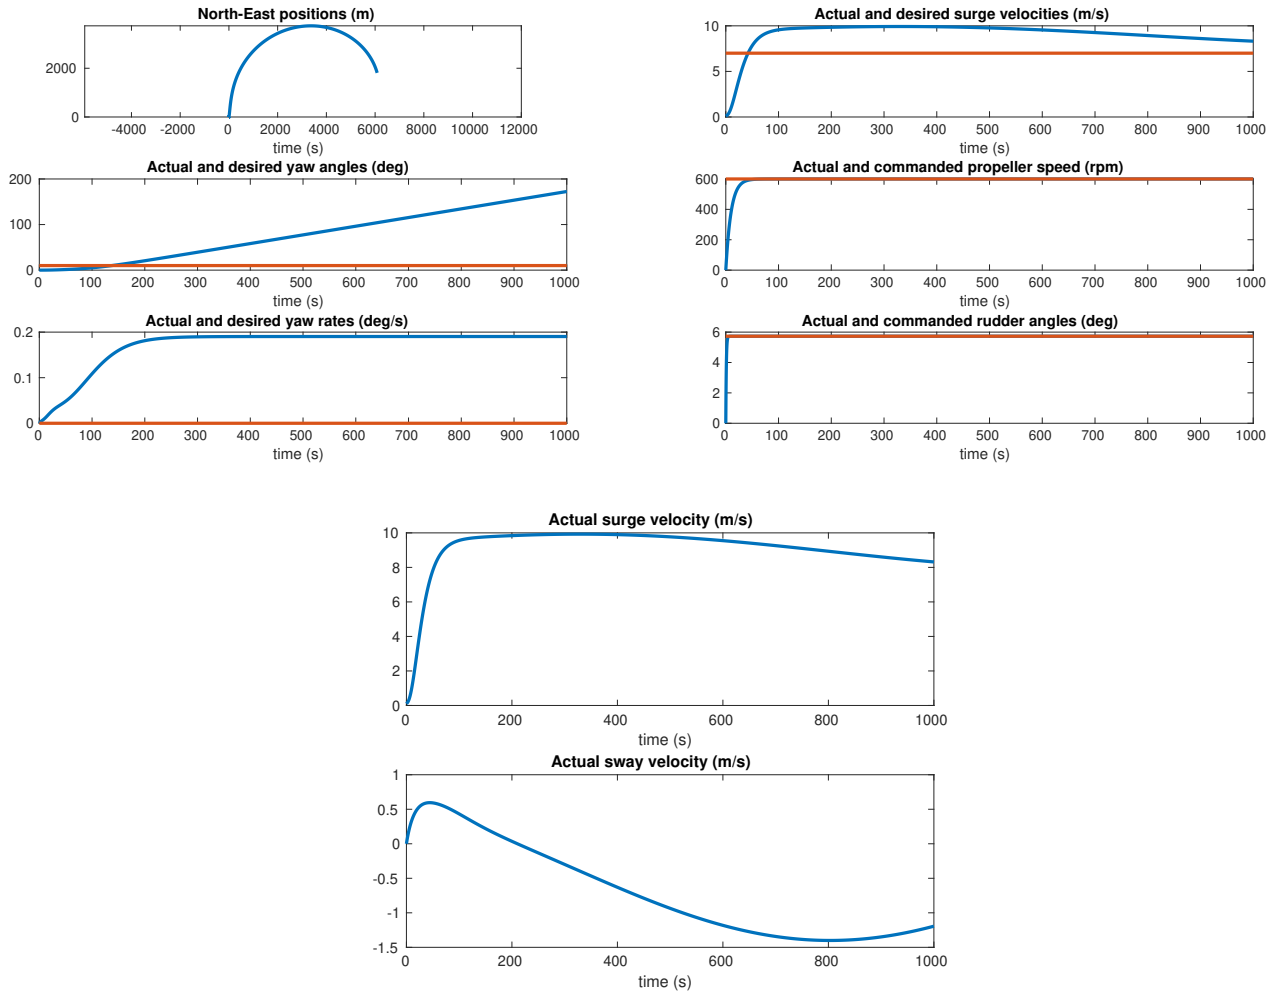 North-East positions (m)
2000
0
-4000 -2000 0 2000 4000 6000 8000 10000 12000
time (s)
Actual and desired surge velocities (m/s)
10
5
0
0 100 200 300 400 500 600 700 800 900 1000
time (s)
Actual and desired yaw angles (deg)
200
100
0
0 100 200 300 400 500 600 700 800 900 1000
time (s)
Actual and commanded propeller speed (rpm)
600
400
200
0
0 100 200 300 400 500 600 700 800 900 1000
time (s)
Actual and desired yaw rates (deg/s)
0.2
0.1
0
0 100 200 300 400 500 600 700 800 900 1000
time (s)
Actual and commanded rudder angles (deg)
6
4
2
0
0 100 200 300 400 500 600 700 800 900 1000
time (s)
Actual surge velocity (m/s)
10
8
6
4
2
0
0 200 400 600 800 1000
time (s)
Actual sway velocity (m/s)
1
0.5
0
-0.5
-1
-1.5
0 200 400 600 800 1000
time (s)